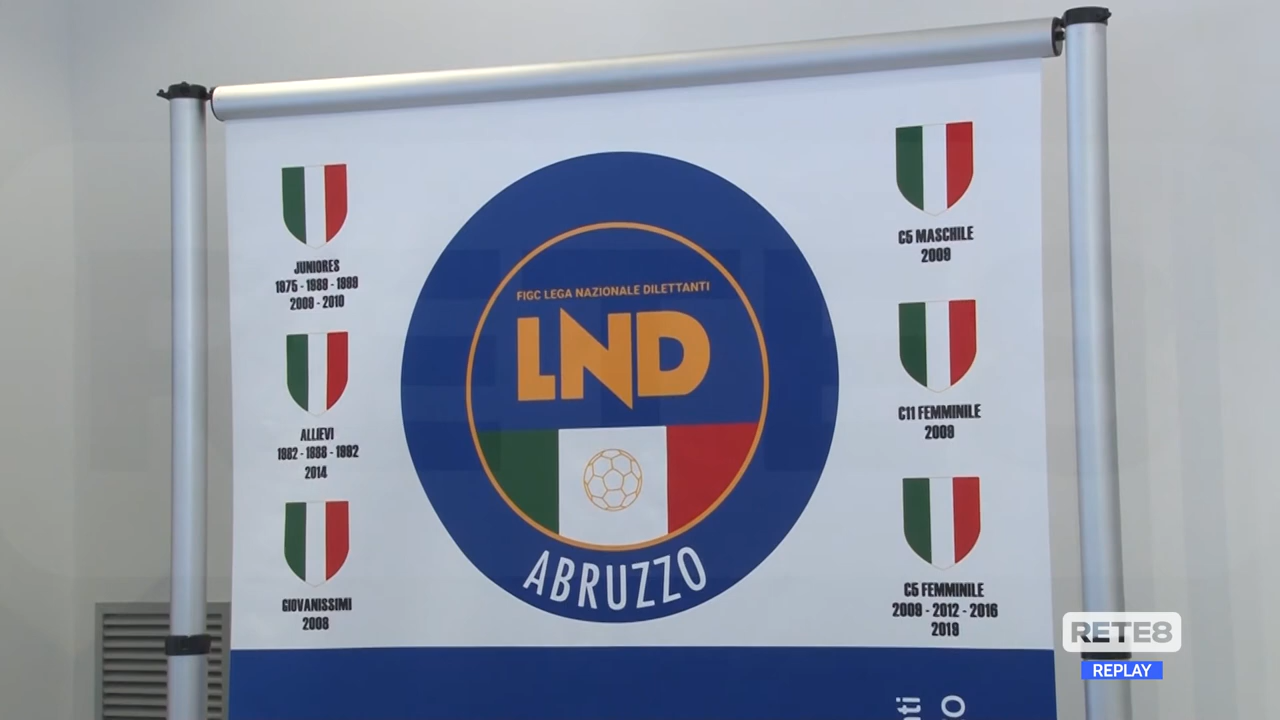 JUNIORES
1975 - 1989 - 1999
2008 - 2010
ALLIEVI
1982 - 1988 - 1992
2014
GIOVANISSIMI
2008
FIGC LEGA NAZIONALE DILETTANTI
LND
ABRUZZO
C5 MASCHILE
2009
C11 FEMMINILE
2009
C5 FEMMINILE
2009 - 2012 - 2016
2019
RETE8
REPLAY